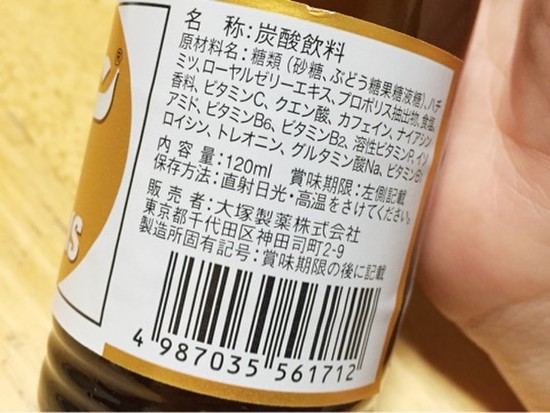 名 称:炭酸飲料
原材料名:糖類(砂糖、ぶどう糖果糖液糖)、ハチ
ミツ、ローヤルゼリーエキス、プロポリス抽出物、食塩、
香料、ビタミンC、クエン酸、カフェイン、ナイアシン
アミド、ビタミンB6、ビタミンB2、溶性ビタミンP、イソ
ロイシン、トレオニン、グルタミン酸Na、ビタミンB1
内 容 量:120ml 賞味期限:左側記載
保存方法:直射日光・高温をさけてください。
販 売 者:大塚製薬株式会社
東京都千代田区神田司町2-9
製造所固有記号:賞味期限の後に記載
4 987035 561712